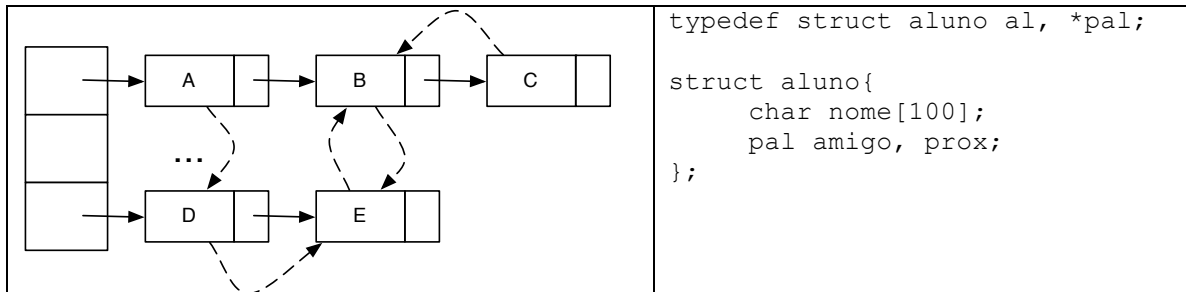 A B C
...
D E
typedef struct aluno al, *pal;
struct aluno{
char nome[100];
pal amigo, prox;
};